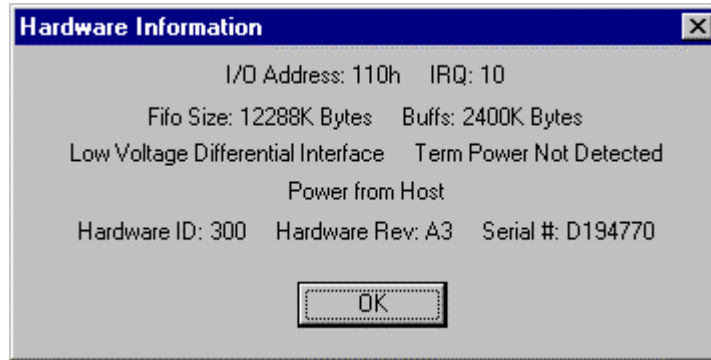 Hardware Information
I/O Address: 110h IRQ: 10
Fifo Size: 12288K Bytes Buffs: 2400K Bytes
Low Voltage Differential Interface Term Power Not Detected
Power from Host
Hardware ID: 300 Hardware Rev: A3 Serial #: D194770
OK